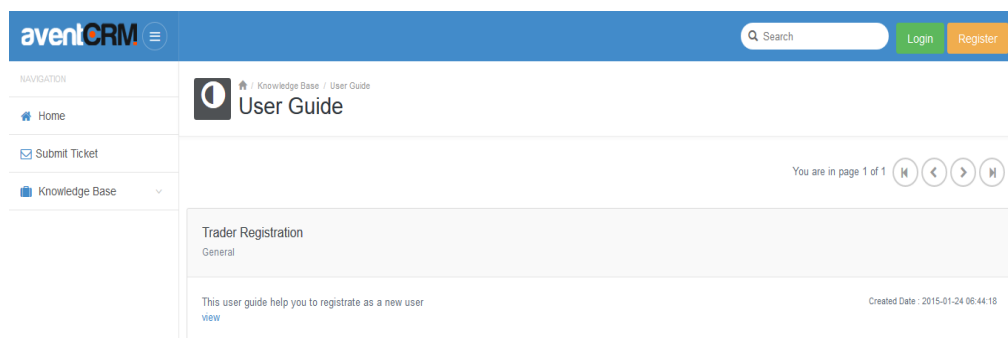 aventCRM
Search
Login
Register
NAVIGATION
Home
Submit Ticket
Knowledge Base
/ Knowledge Base / User Guide
User Guide
You are in page 1 of 1
Trader Registration
General
This user guide help you to registrate as a new user
view
Created Date : 2015-01-24 06:44:18